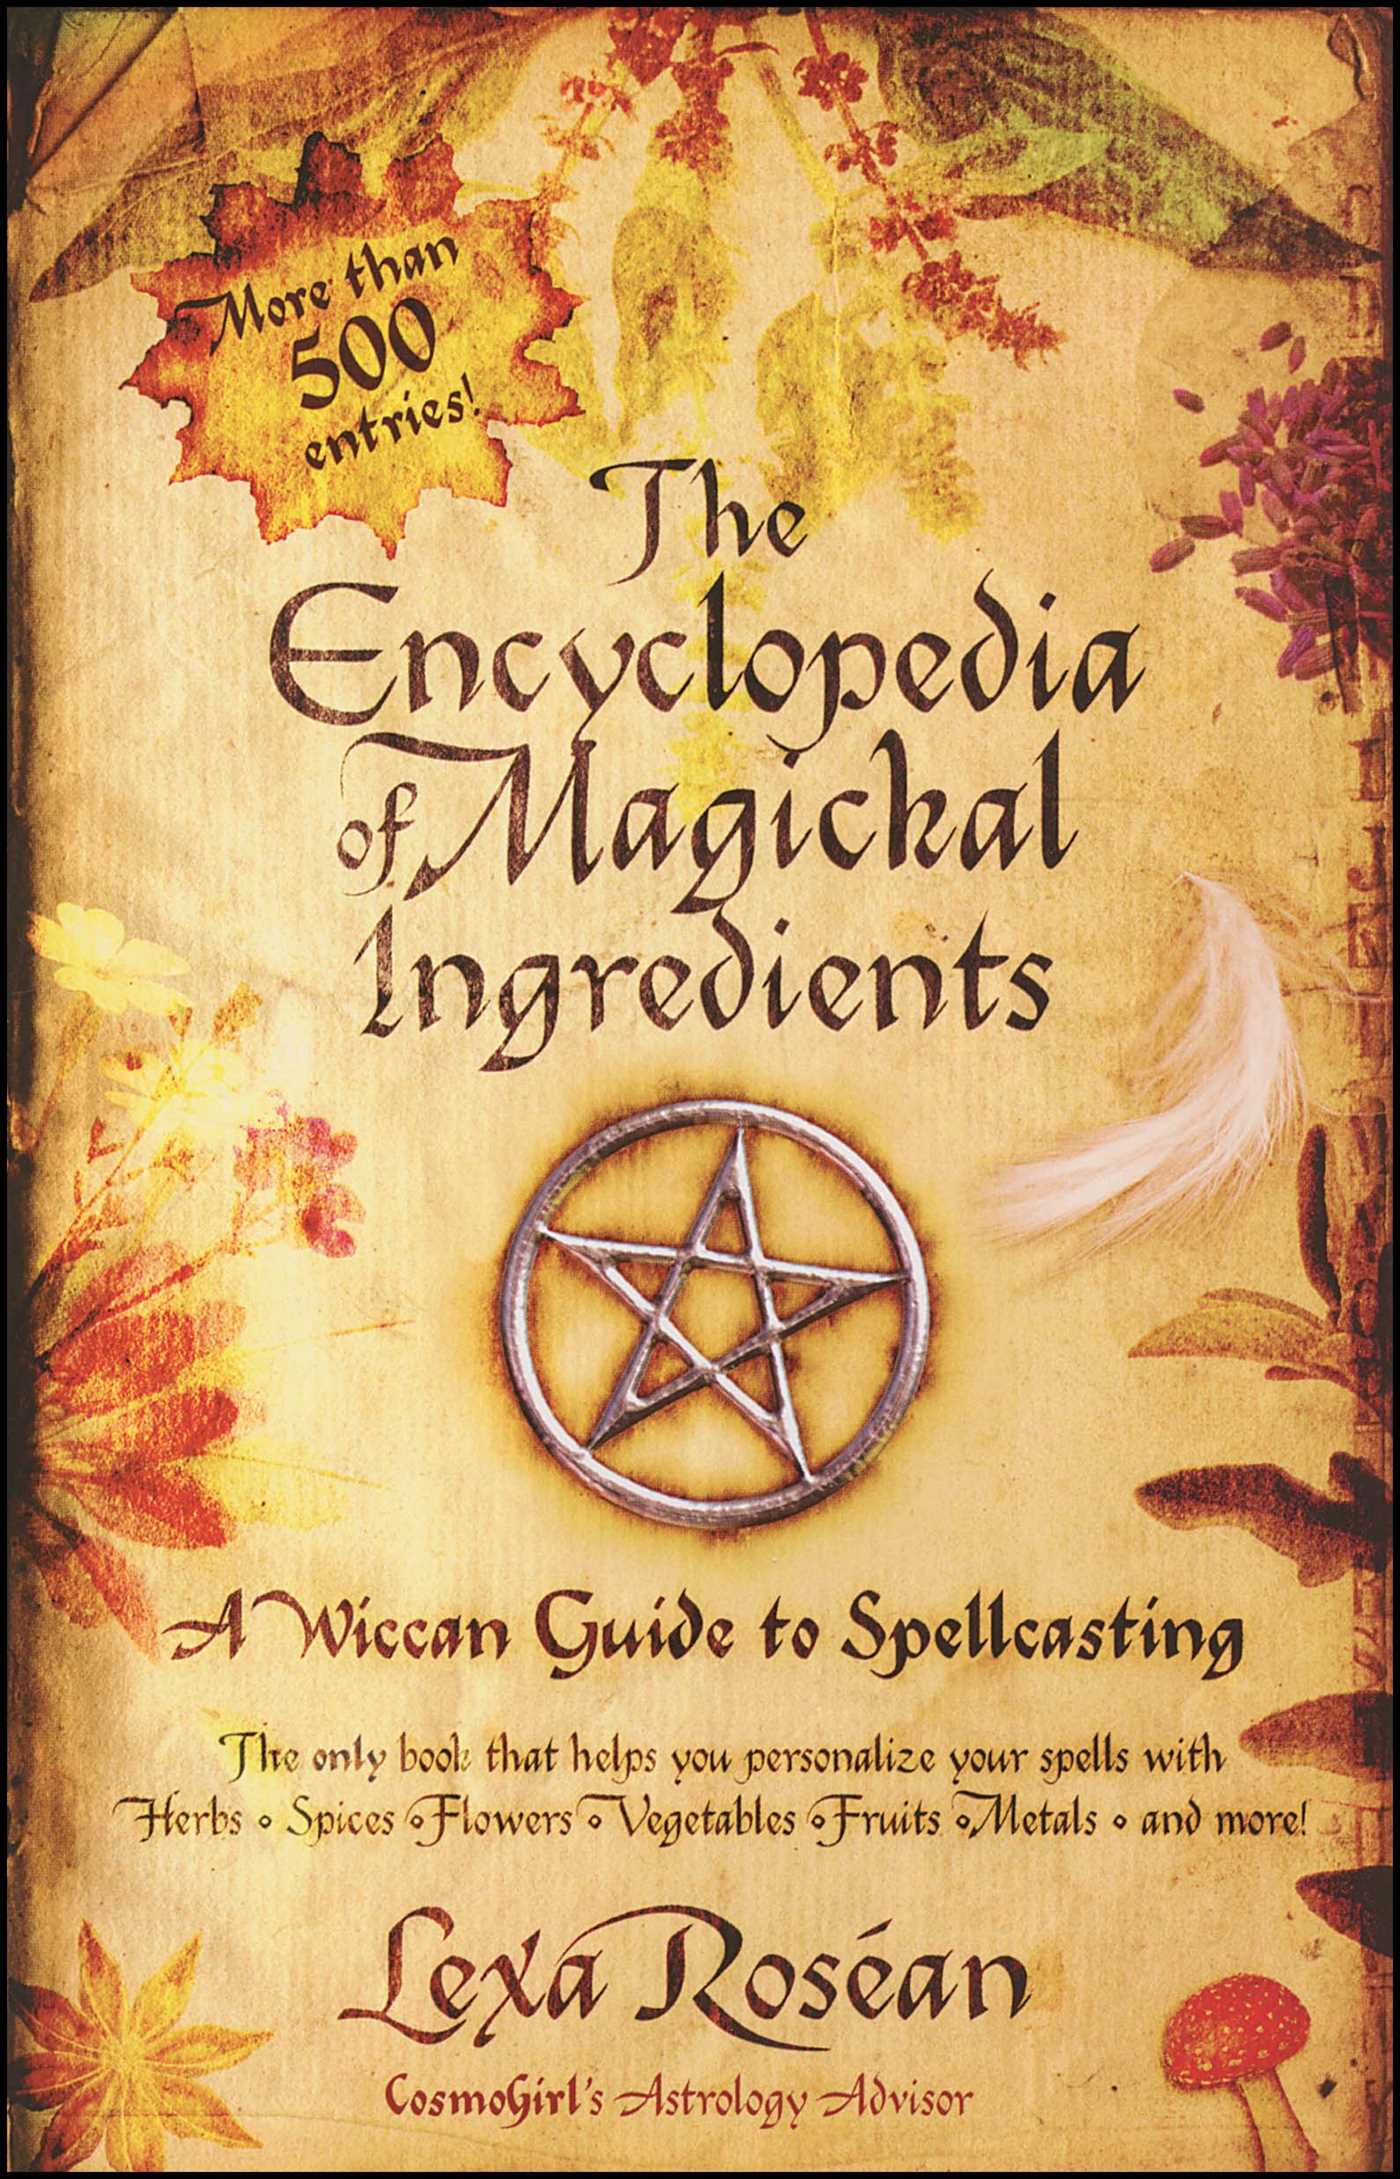 More than
500
entries!
The
Encyclopedia
of Magickal
Ingredients
A Wiccan Guide to Spellcasting
The only book that helps you personalize your spells with
Herbs ∘ Spices ∘ Flowers ∘ Vegetables ∘ Fruits ∘ Metals ∘ and more!
Lexa Roséan
CosmoGirl's Astrology Advisor